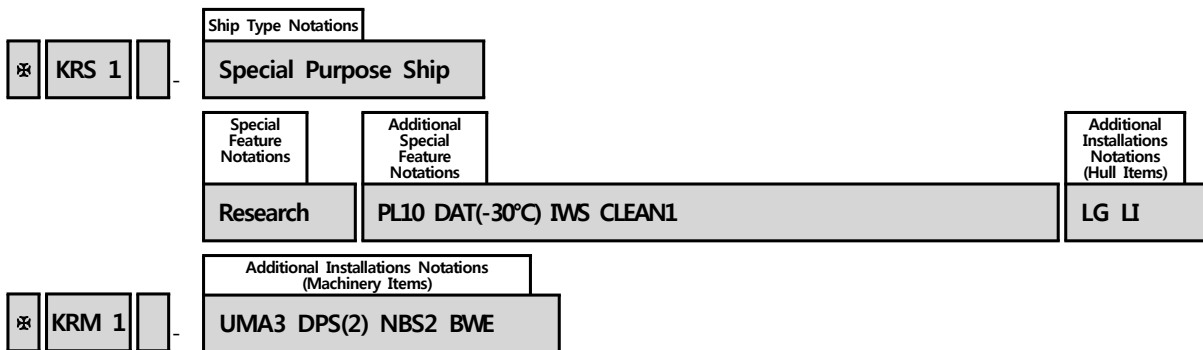 Ship Type Notations
✠ KRS 1 - Special Purpose Ship
Special
Feature
Notations
Additional
Special
Feature
Notations
Additional
Installations
Notations
(Hull Items)
Research PL10 DAT(-30°C) IWS CLEAN1 LG LI
Additional Installations Notations
(Machinery Items)
✠ KRM 1 - UMA3 DPS(2) NBS2 BWE